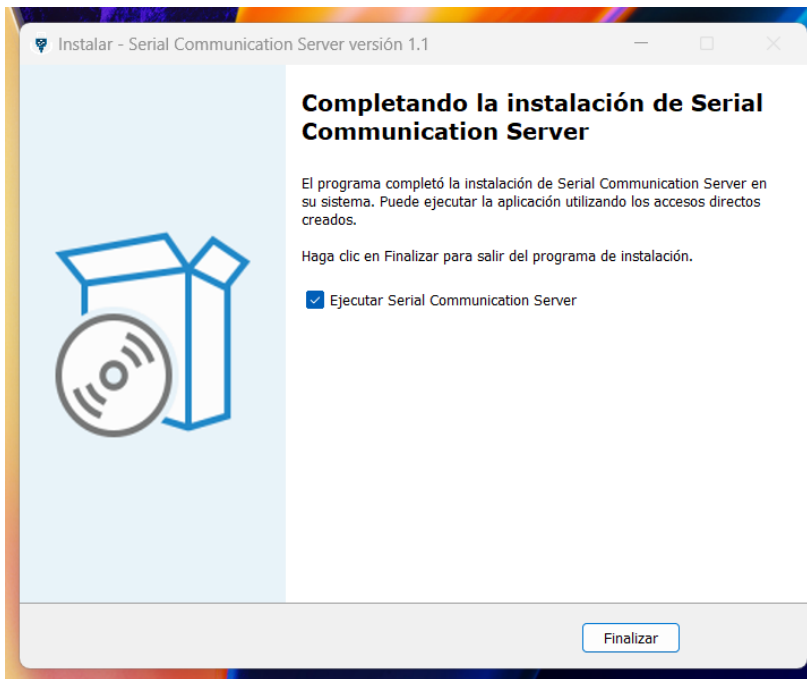 Instalar - Serial Communication Server versión 1.1
Completando la instalación de Serial
Communication Server
El programa completó la instalación de Serial Communication Server en
su sistema. Puede ejecutar la aplicación utilizando los accesos directos
creados.
Haga clic en Finalizar para salir del programa de instalación.
Ejecutar Serial Communication Server
Finalizar